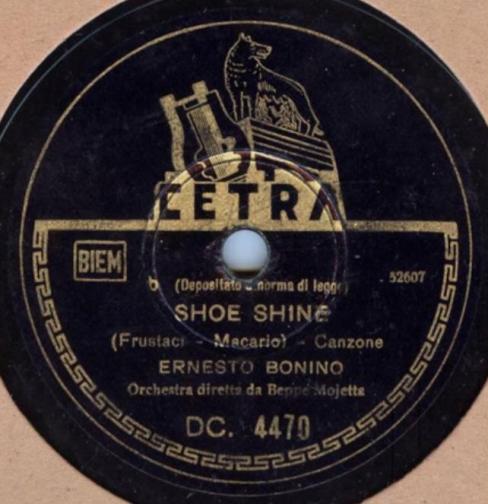 CETRA
BIEM
(Depositato a norma di legge)
52607
SHOE SHINE
(Frustaci - Macario) - Canzone
ERNESTO BONINO
Orchestra diretta da Beppe Mojetta
DC. 4470